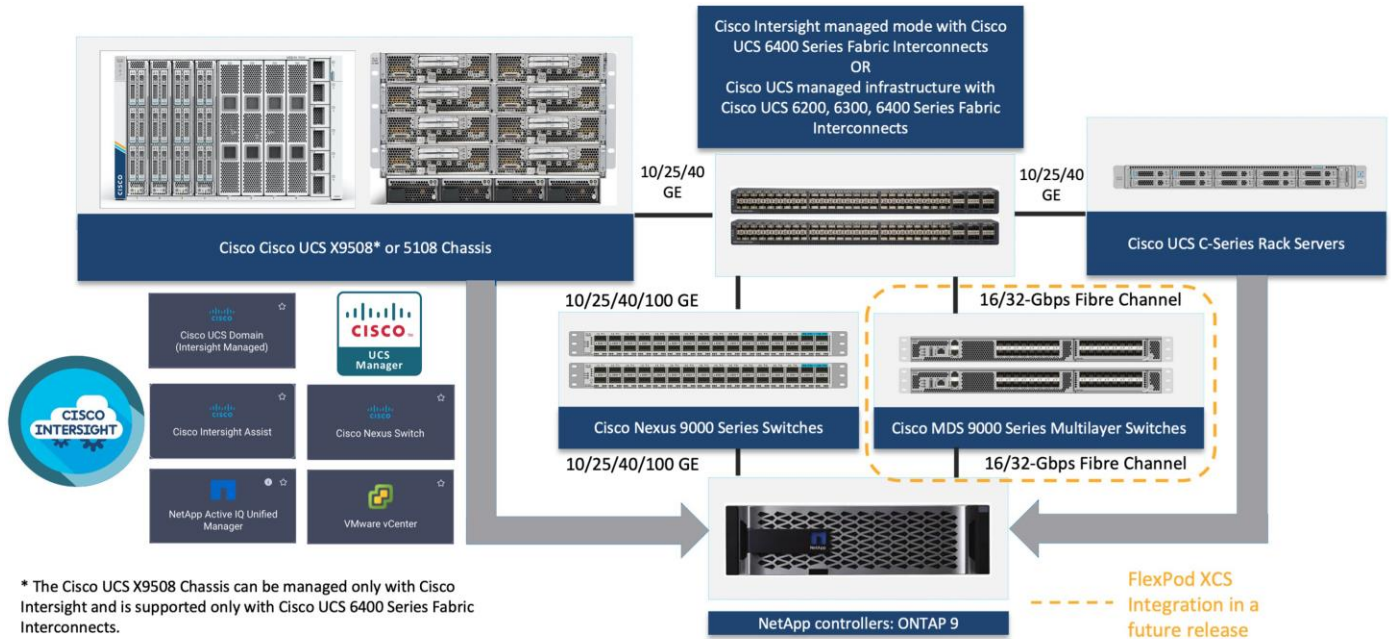 Cisco Intersight managed mode with Cisco
UCS 6400 Series Fabric Interconnects
OR
Cisco UCS managed infrastructure with
Cisco UCS 6200, 6300, 6400 Series Fabric
Interconnects
CISCO
10/25/40
GE
10/25/40
GE
Cisco Cisco UCS X9508* or 5108 Chassis
Cisco UCS C-Series Rack Servers
10/25/40/100 GE
16/32-Gbps Fibre Channel
CISCO
Cisco UCS Domain
(Intersight Managed)
CISCO
UCS
Manager
CISCO
INTERSIGHT
CISCO
Cisco Intersight Assist
CISCO
Cisco Nexus Switch
Cisco Nexus 9000 Series Switches
Cisco MDS 9000 Series Multilayer Switches
10/25/40/100 GE
16/32-Gbps Fibre Channel
NetApp Active IQ Unified
Manager
VMware vCenter
NetApp
* The Cisco UCS X9508 Chassis can be managed only with Cisco
Intersight and is supported only with Cisco UCS 6400 Series Fabric
Interconnects.
NetApp controllers: ONTAP 9
FlexPod XCS
Integration in a
future release